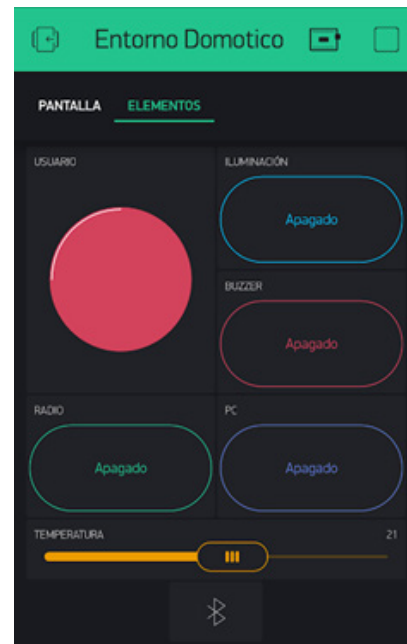 Entorno Domotico
PANTALLA ELEMENTOS
USUARIO
ILUMINACIÓN
Apagado
BUZZER
Apagado
RADIO
Apagado
PC
Apagado
TEMPERATURA 21